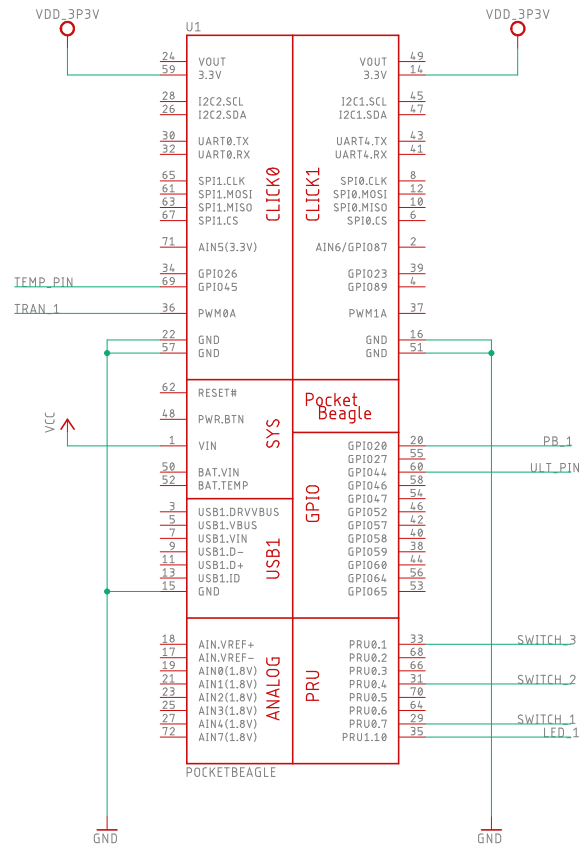 VDD_3P3V VDD_3P3V
U1
24 VOUT VOUT 49
59 3.3V 3.3V 14
28 I2C2.SCL I2C1.SCL 45
26 I2C2.SDA I2C1.SDA 47
30 UART0.TX UART4.TX 43
32 UART0.RX UART4.RX 41
65 SPI1.CLK SPI0.CLK 8
61 SPI1.MOSI SPI0.MOSI 12
63 SPI1.MISO SPI0.MISO 10
67 SPI1.CS SPI0.CS 6
CLICK0 CLICK1
71 AIN5(3.3V) AIN6/GPIO87 2
34 GPIO26 GPIO23 39
TEMP_PIN 69 GPIO45 GPIO89 4
TRAN_1 36 PWM0A PWM1A 37
22 GND GND 16
57 GND GND 51
62 RESET#
Pocket
Beagle
48 PWR.BTN
VCC
SYS
1 VIN GPIO20 20 PB_1
GPIO27 55
50 BAT.VIN GPIO44 60 ULT_PIN
52 BAT.TEMP GPIO46 58
GPIO47 54
GPIO
3 USB1.DRVVBUS GPIO52 46
5 USB1.VBUS GPIO57 42
7 USB1.VIN GPIO58 40
9 USB1.D- GPIO59 38
11 USB1.D+ GPIO60 44
13 USB1.ID GPIO64 56
15 GND GPIO65 53
USB1
18 AIN.VREF+ PRU0.1 33 SWITCH_3
17 AIN.VREF- PRU0.2 68
19 AIN0(1.8V) PRU0.3 66
21 AIN1(1.8V) PRU0.4 31 SWITCH_2
23 AIN2(1.8V) PRU0.5 70
25 AIN3(1.8V) PRU0.6 64
27 AIN4(1.8V) PRU0.7 29 SWITCH_1
72 AIN7(1.8V) PRU1.10 35 LED_1
ANALOG PRU
POCKETBEAGLE
GND GND